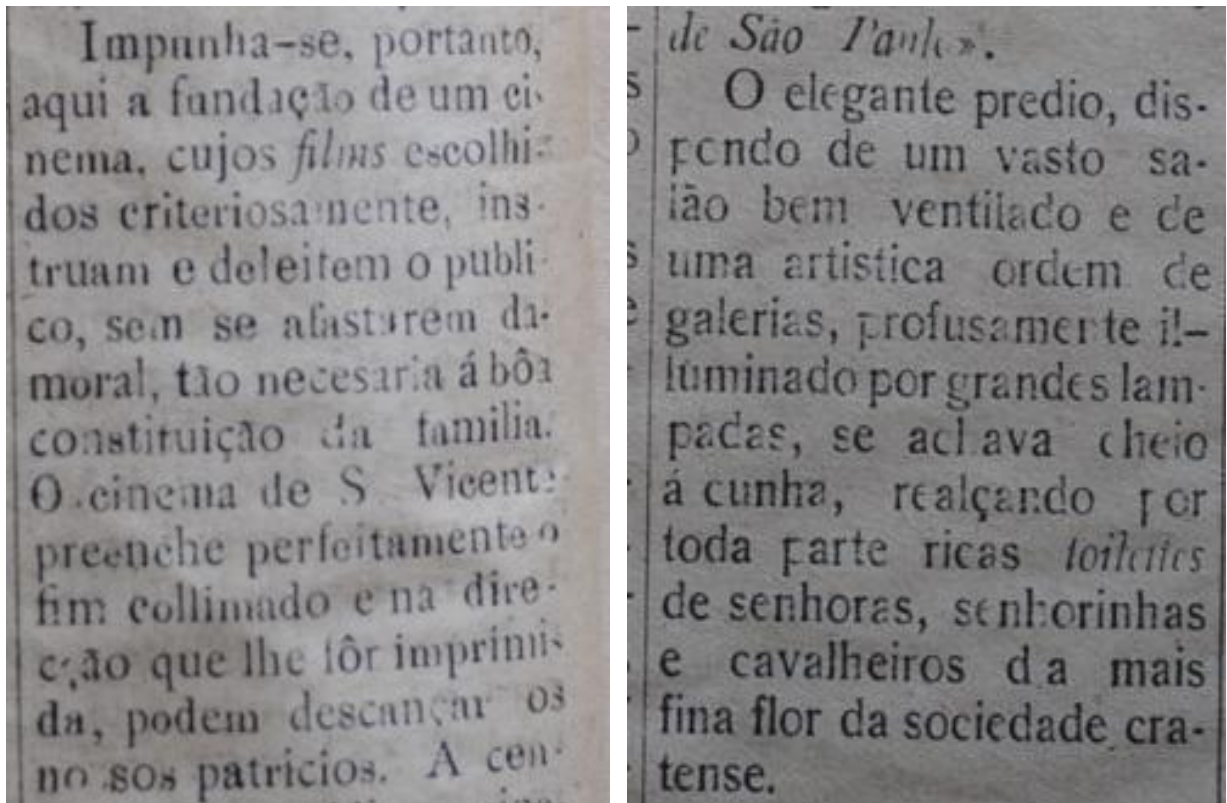 Impunha-se, portanto,
aqui a fundação de um ci-
nema, cujos films escolhi-
dos criteriosamente, ins-
truam e deleitem o publi-
co, sem se afastarem da
moral, tão necesaria á bôa
constituição da familia.
O cinema de S. Vicente
preenche perfeitamente o
fim collimado e na dire-
cção que lhe fôr imprimi-
da, podem descançar os
nossos patricios. A cen-
de São Paulo».
O elegante predio, dis-
pondo de um vasto sa-
lão bem ventilado e de
uma artistica ordem de
galerias, profusamente il-
luminado por grandes lam-
padas, se achava cheio
á cunha, realçando por
toda parte ricas toilettes
de senhoras, senhorinhas
e cavalheiros da mais
fina flor da sociedade cra-
tense.